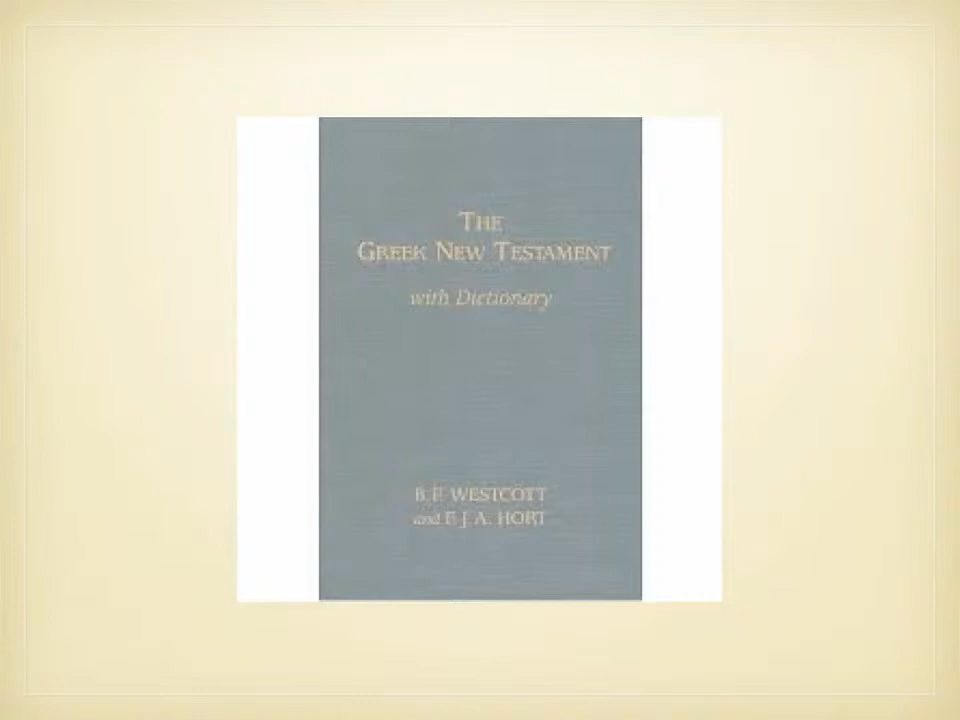 The
Greek New Testament
with Dictionary
B. F. WESTCOTT
and F. J. A. HORT